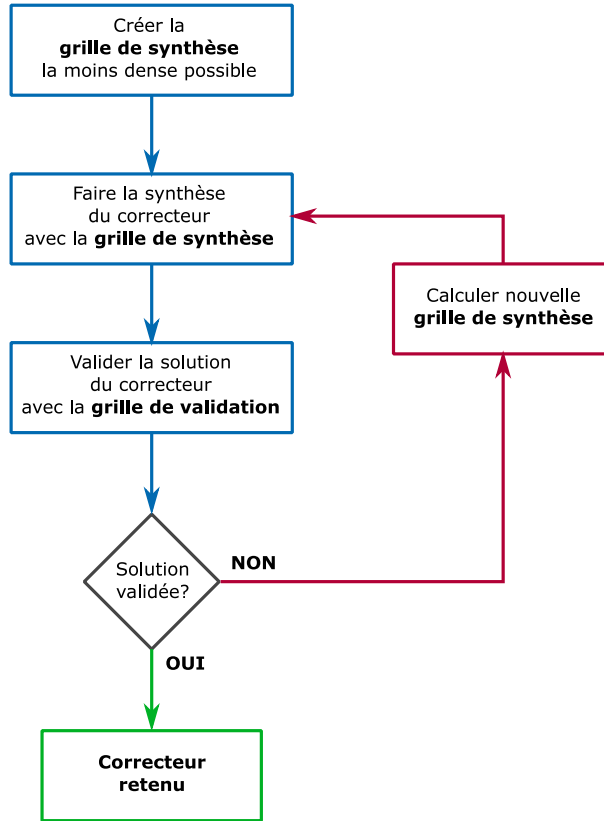 Créer la
grille de synthèse
la moins dense possible
Faire la synthèse
du correcteur
avec la grille de synthèse
Calculer nouvelle
grille de synthèse
Valider la solution
du correcteur
avec la grille de validation
Solution
validée?
NON
OUI
Correcteur
retenu